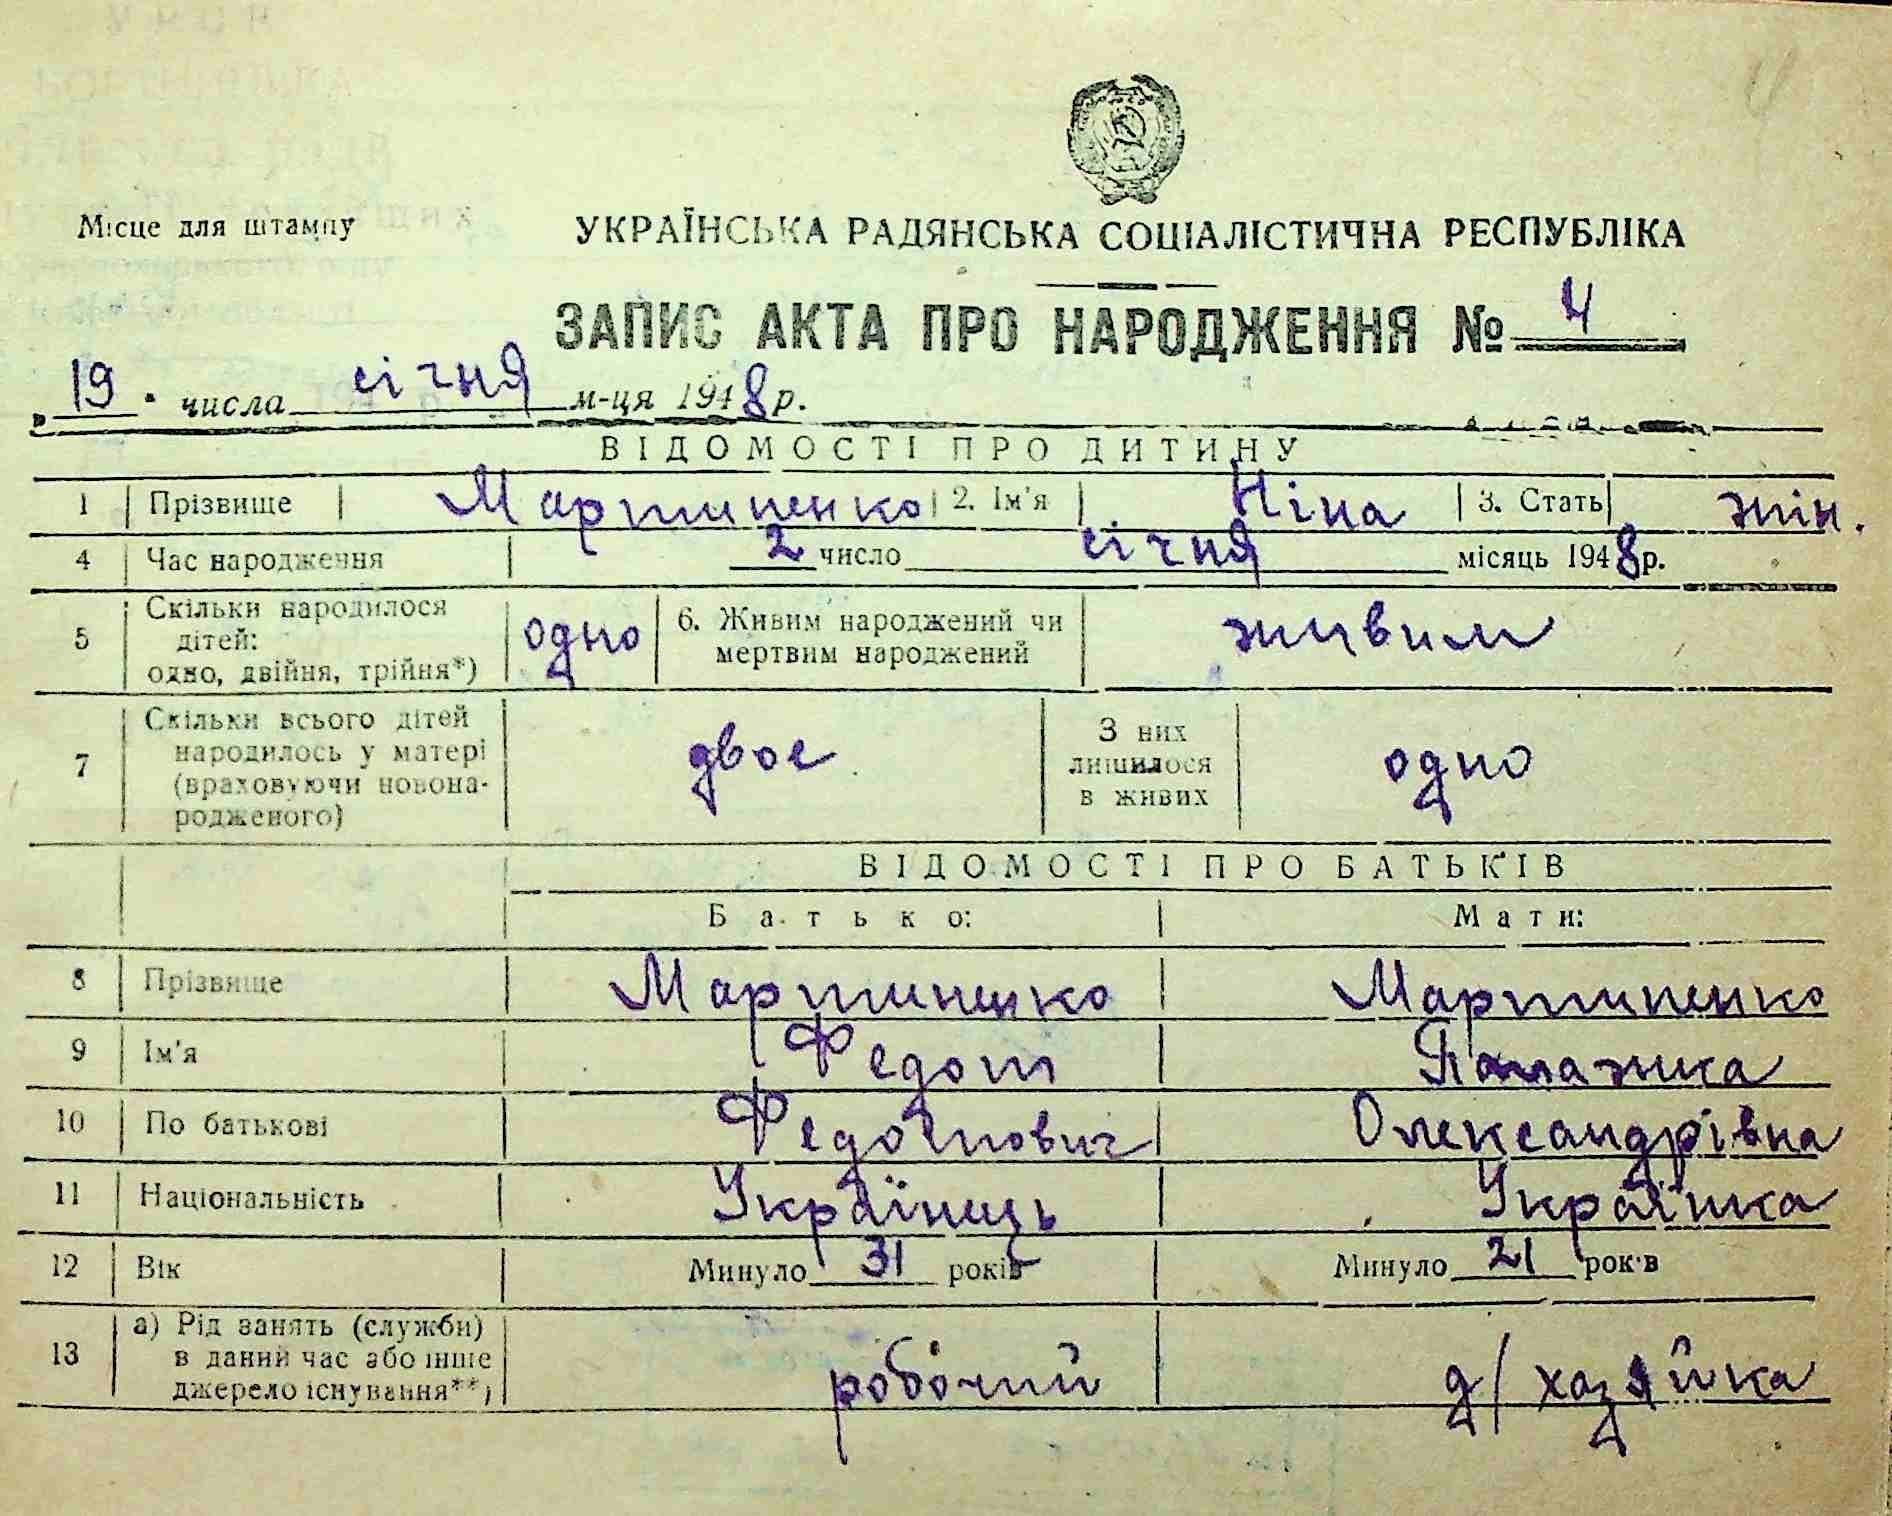 Місце для штампу
УКРАЇНСЬКА РАДЯНСЬКА СОЦІАЛІСТИЧНА РЕСПУБЛІКА
ЗАПИС АКТА ПРО НАРОДЖЕННЯ № 4
„ 19 " числа січня м-ця 1948 р.
ВІДОМОСТІ ПРО ДИТИНУ
1 Прізвище Мартиненко 2. Ім'я Ніна 3. Стать жін.
4 Час народження 2 число січня місяць 1948 р.
5 Скільки народилося дітей: одно, двійня, трійня*) одно 6. Живим народжений чи мертвим народжений живим
7 Скільки всього дітей народилось у матері (враховуючи новонародженого) двоє З них лишилося в живих одно
ВІДОМОСТІ ПРО БАТЬКІВ
Батько: Мати:
8 Прізвище Мартиненко Мартиненко
9 Ім'я Федот Палажка
10 По батькові Федотович Олександрівна
11 Національність Українець Українка
12 Вік Минуло 31 років Минуло 21 років
13 а) Рід занять (служби) в даний час або інше джерело існування**) робочий д/хазяйка